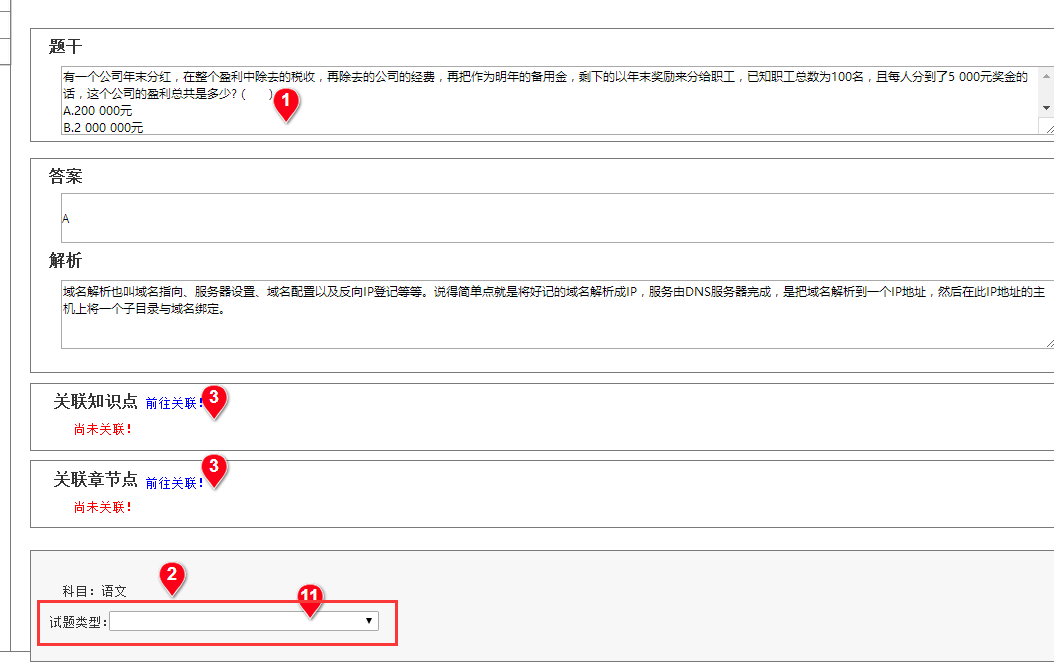 题干
有一个公司年末分红，在整个盈利中除去的税收，再除去的公司的经费，再把作为明年的备用金，剩下的以年末奖励来分给职工，已知职工总数为100名，且每人分到了5 000元奖金的
话，这个公司的盈利总共是多少?（　　）
1
A.200 000元
B.2 000 000元
答案
A
解析
域名解析也叫域名指向、服务器设置、域名配置以及反向IP登记等等。说得简单点就是将好记的域名解析成IP，服务由DNS服务器完成，是把域名解析到一个IP地址，然后在此IP地址的主
机上将一个子目录与域名绑定。
关联知识点 前往关联! 3
尚未关联!
关联章节点 前往关联! 3
尚未关联!
2
科目：语文
11
试题类型: